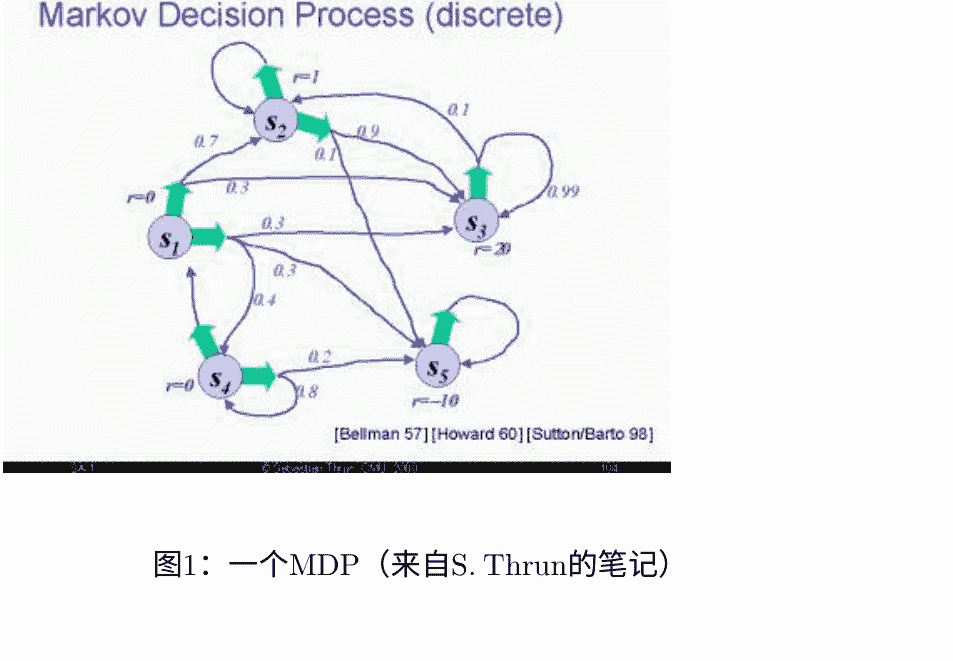 Markov Decision Process (discrete)
r=1
s2
0.1
0.7
0.9
0.1
r=0
0.3
0.99
s1
0.3
s3
r=20
0.3
0.4
0.2
s4
s5
r=0
0.8
r=-10
[Bellman 57][Howard 60][Sutton/Barto 98]
图1：一个MDP（来自S. Thrun的笔记）